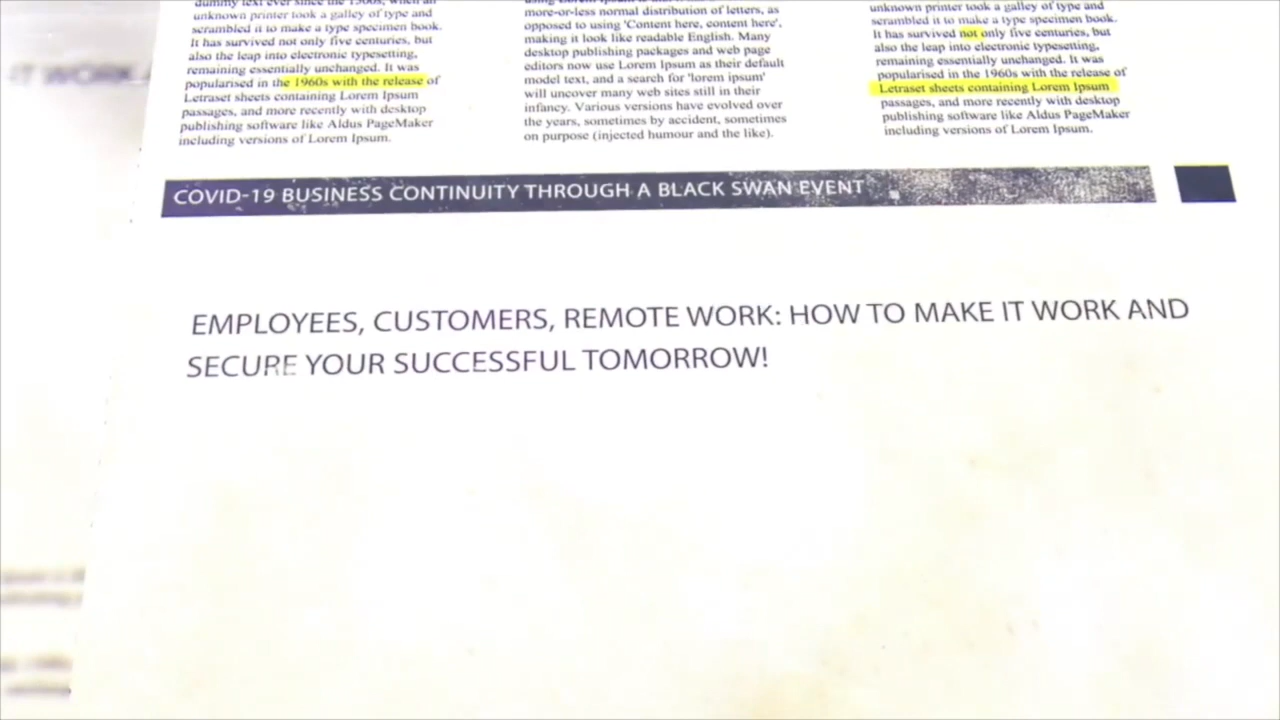 dummy text ever since the 1500s, when an
unknown printer took a galley of type and
scrambled it to make a type specimen book.
It has survived not only five centuries, but
also the leap into electronic typesetting,
remaining essentially unchanged. It was
popularised in the 1960s with the release of
Letraset sheets containing Lorem Ipsum
passages, and more recently with desktop
publishing software like Aldus PageMaker
including versions of Lorem Ipsum.
using Lorem Ipsum is that it has a
more-or-less normal distribution of letters, as
opposed to using 'Content here, content here',
making it look like readable English. Many
desktop publishing packages and web page
editors now use Lorem Ipsum as their default
model text, and a search for 'lorem ipsum'
will uncover many web sites still in their
infancy. Various versions have evolved over
the years, sometimes by accident, sometimes
on purpose (injected humour and the like).
unknown printer took a galley of type and
scrambled it to make a type specimen book.
It has survived not only five centuries, but
also the leap into electronic typesetting,
remaining essentially unchanged. It was
popularised in the 1960s with the release of
Letraset sheets containing Lorem Ipsum
passages, and more recently with desktop
publishing software like Aldus PageMaker
including versions of Lorem Ipsum.
COVID-19 BUSINESS CONTINUITY THROUGH A BLACK SWAN EVENT
EMPLOYEES, CUSTOMERS, REMOTE WORK: HOW TO MAKE IT WORK AND
SECURE YOUR SUCCESSFUL TOMORROW!